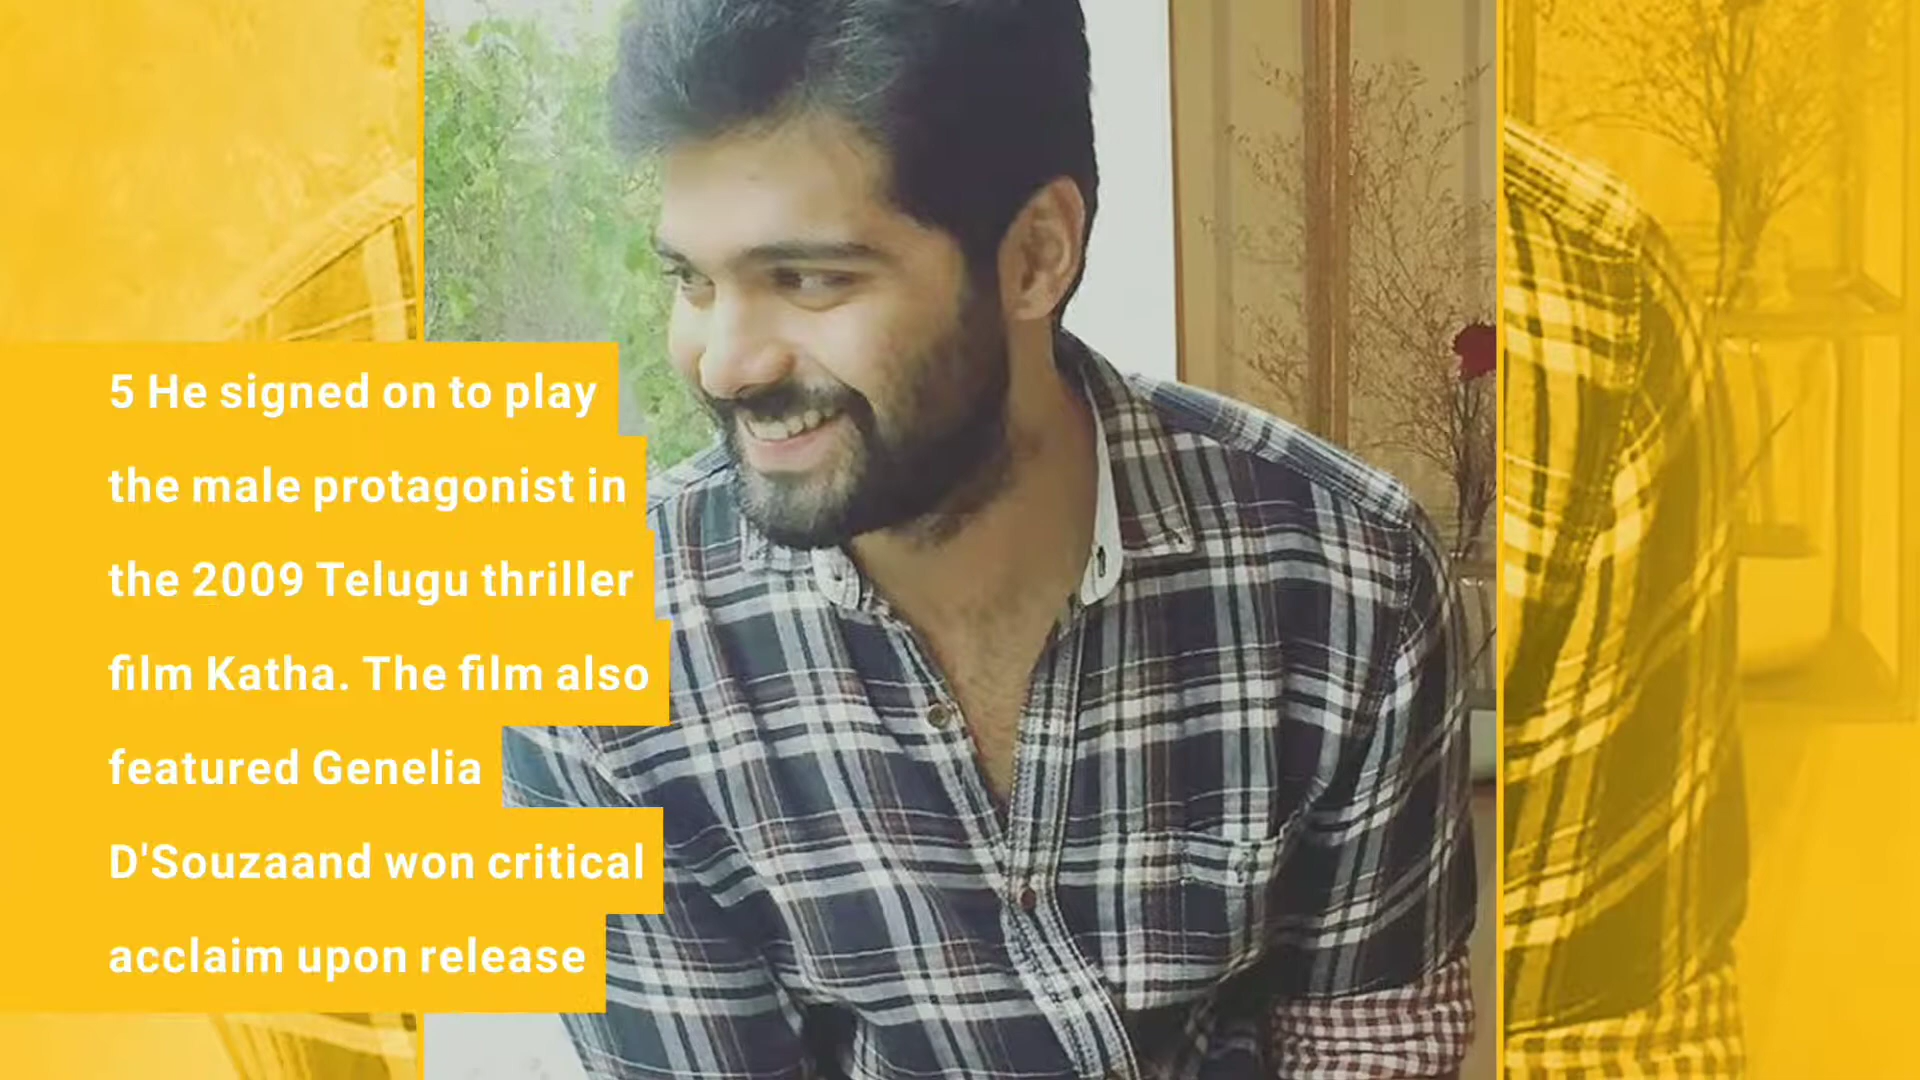 5 He signed on to play
the male protagonist in
the 2009 Telugu thriller
film Katha. The film also
featured Genelia
D'Souzaand won critical
acclaim upon release